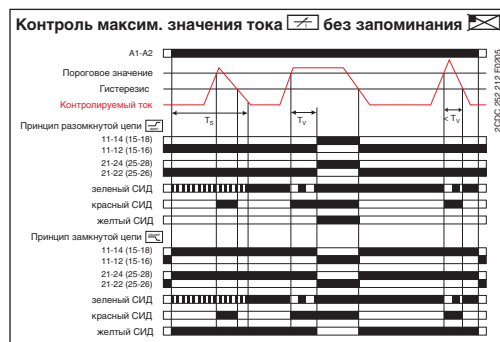 Контроль максим. значения тока без запоминания
A1-A2
Пороговое значение
Гистерезис
Контролируемый ток
Ts
Tv
< Tv
Принцип разомкнутой цепи
11-14 (15-18)
11-12 (15-16)
21-24 (25-28)
21-22 (25-26)
зеленый СИД
красный СИД
желтый СИД
Принцип замкнутой цепи
11-14 (15-18)
11-12 (15-16)
21-24 (25-28)
21-22 (25-26)
зеленый СИД
красный СИД
желтый СИД
2CDC 252 212 F0205